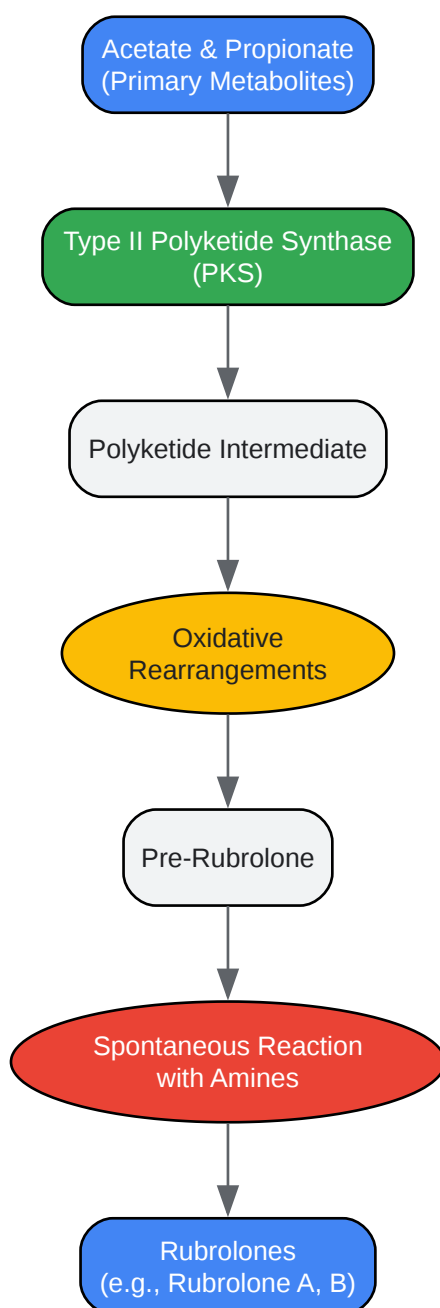 Acetate & Propionate
(Primary Metabolites)
Type II Polyketide Synthase
(PKS)
Polyketide Intermediate
Oxidative
Rearrangements
Pre-Rubrolone
Spontaneous Reaction
with Amines
Rubrolones
(e.g., Rubrolone A, B)